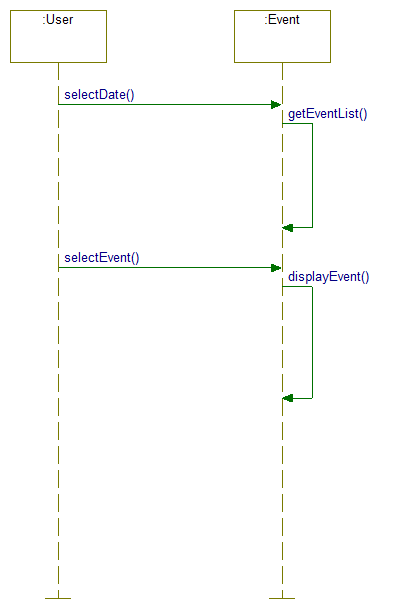 :User
:Event
selectDate()
getEventList()
selectEvent()
displayEvent()